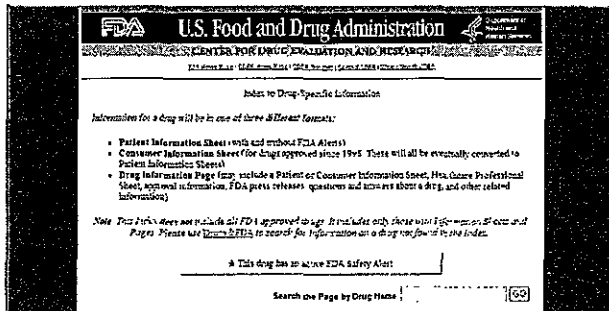 FDA U.S. Food and Drug Administration Department of Health and Human Services
CENTER FOR DRUG EVALUATION AND RESEARCH
Index to Drug-Specific Information
Information for a drug will be in one of three different formats:
Patient Information Sheet (with and without FDA Alerts)
Consumer Information Sheet (for drugs approved since 1998. These will all be eventually converted to
Patient Information Sheets)
Drug Information Page (may include a Patient or Consumer Information Sheet, Healthcare Professional
Sheet, approval information, FDA press releases, questions and answers about a drug, and other related
information)
Note: This index does not include all FDA approved drugs. It includes only those with Information Sheets and
Pages. Please use Drugs@FDA to search for information on a drug not found in the index.
This drug has an active FDA Safety Alert
Search the Page by Drug Name GO